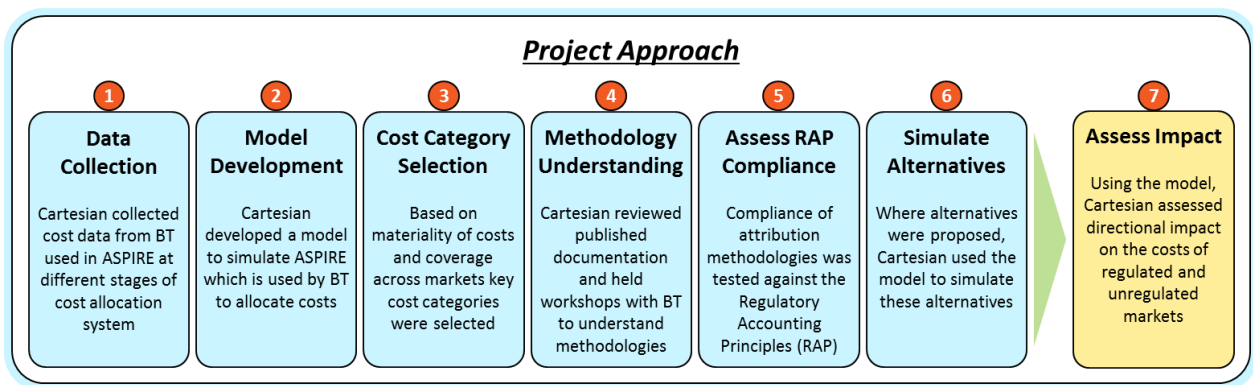 Project Approach
1
Data
Collection
Cartesian collected
cost data from BT
used in ASPIRE at
different stages of
cost allocation
system
2
Model
Development
Cartesian
developed a model
to simulate ASPIRE
which is used by BT
to allocate costs
3
Cost Category
Selection
Based on
materiality of costs
and coverage
across markets key
cost categories
were selected
4
Methodology
Understanding
Cartesian reviewed
published
documentation
and held
workshops with BT
to understand
methodologies
5
Assess RAP
Compliance
Compliance of
attribution
methodologies was
tested against the
Regulatory
Accounting
Principles (RAP)
6
Simulate
Alternatives
Where alternatives
were proposed,
Cartesian used the
model to simulate
these alternatives
7
Assess Impact
Using the model,
Cartesian assessed
directional impact
on the costs of
regulated and
unregulated
markets